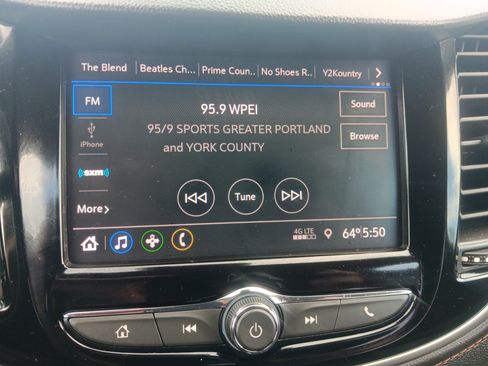 The Blend Beatles Ch... Prime Coun.. No Shoes R.. Y2Kountry
FM
95.9 WPEI
Sound
iPhone
95/9 SPORTS GREATER PORTLAND
and YORK COUNTY
Browse
sxm
More
Tune
4G LTE
64° 5:50